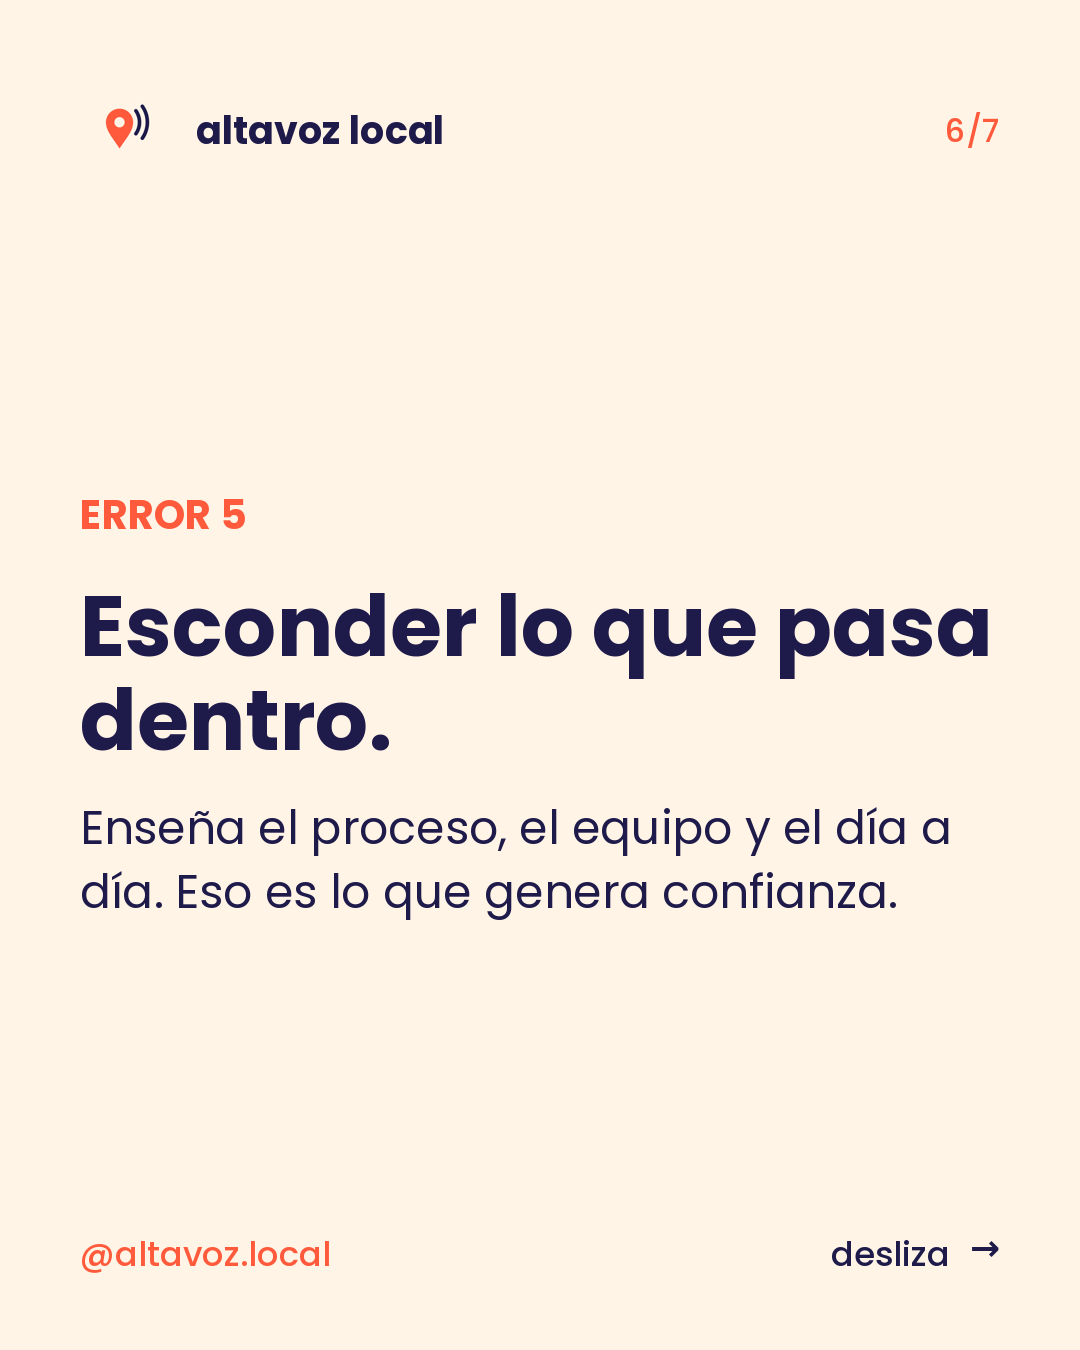 altavoz local
6/7
ERROR 5
Esconder lo que pasa
dentro.
Enseña el proceso, el equipo y el día a
día. Eso es lo que genera confianza.
@altavoz.local
desliza →